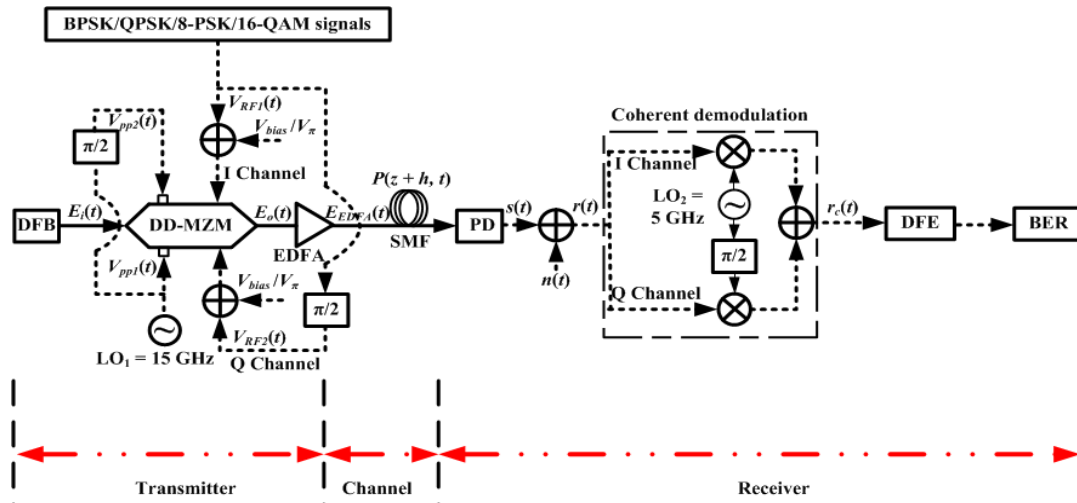 BPSK/QPSK/8-PSK/16-QAM signals
V_pp2(t)
π/2
V_RF1(t)
V_bias/V_π
I Channel
E_i(t)
DFB
DD-MZM
E_o(t)
EDFA
E_EDFA(t)
P(z + h, t)
SMF
PD
s(t)
n(t)
r(t)
V_pp1(t)
LO₁ = 15 GHz
V_bias/V_π
V_RF2(t)
π/2
Q Channel
Coherent demodulation
I Channel
LO₂ =
5 GHz
π/2
Q Channel
r_c(t)
DFE
BER
Transmitter
Channel
Receiver